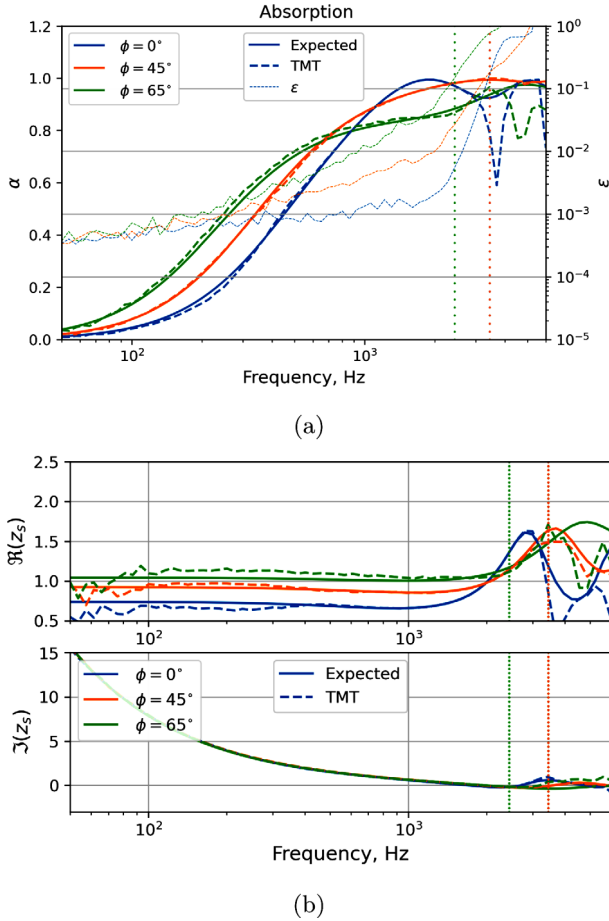 Absorption
1.2
1.0
0.8
0.6
0.4
0.2
0.0
α
ϕ = 0°
ϕ = 45°
ϕ = 65°
Expected
TMT
ε
10⁰
10⁻¹
10⁻²
10⁻³
10⁻⁴
10⁻⁵
ε
10²
10³
Frequency, Hz
(a)
2.5
2.0
1.5
1.0
0.5
ℜ(zₛ)
10²
10³
15
10
5
0
ℑ(zₛ)
ϕ = 0°
ϕ = 45°
ϕ = 65°
Expected
TMT
10²
10³
Frequency, Hz
(b)